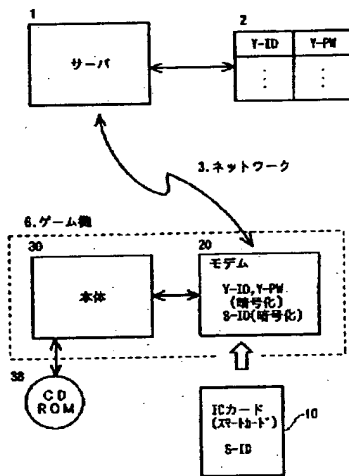 1
2
サーバ
Y-ID Y-PW
3.ネットワーク
6.ゲーム機
30
20
本体
モデム
Y-ID,Y-PW
(暗号化)
S-ID(暗号化)
38
CD
ROM
ICカード
(スマートカード)
S-ID
10